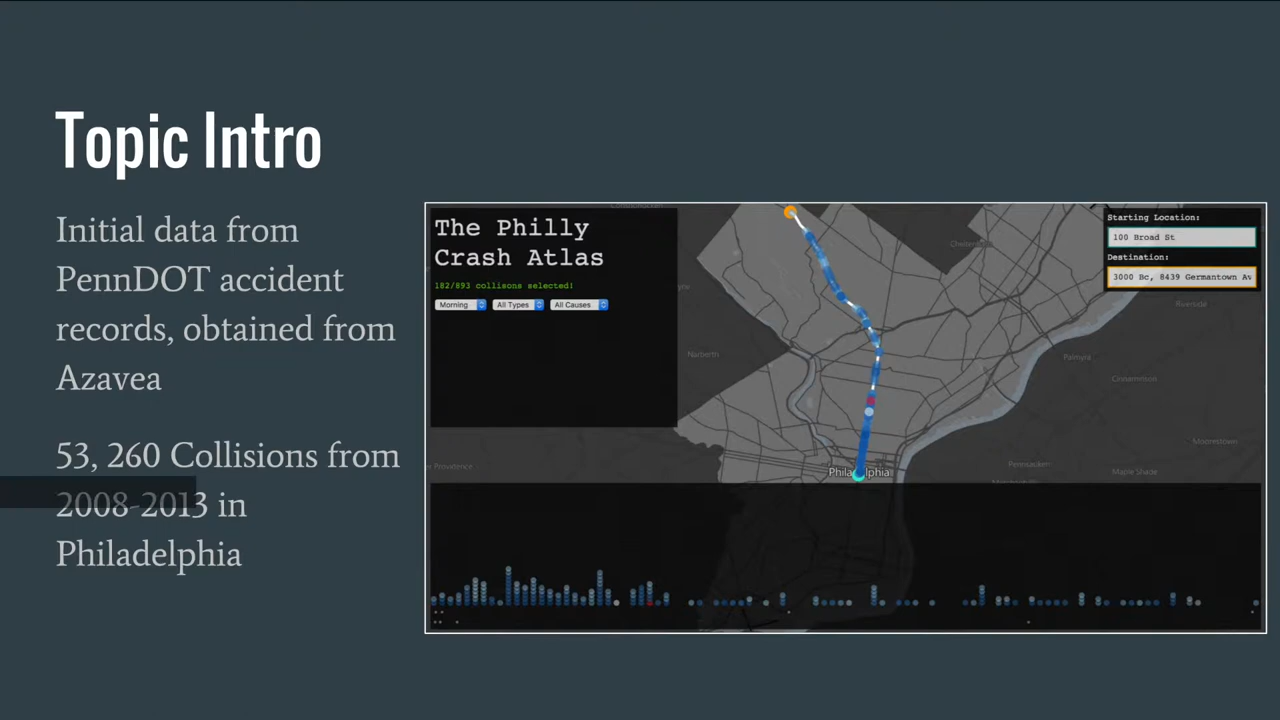 Topic Intro
Initial data from
PennDOT accident
records, obtained from
Azavea
53, 260 Collisions from
2008-2013 in
Philadelphia
The Philly
Crash Atlas
182/893 collisons selected!
Morning All Types All Causes
Starting Location:
100 Broad St
Destination:
3000 Bc, 8439 Germantown Av
Narberth
Riverside
Palmyra
Cinnaminson
Moorestown
Pennsauken
Maple Shade
Philadelphia